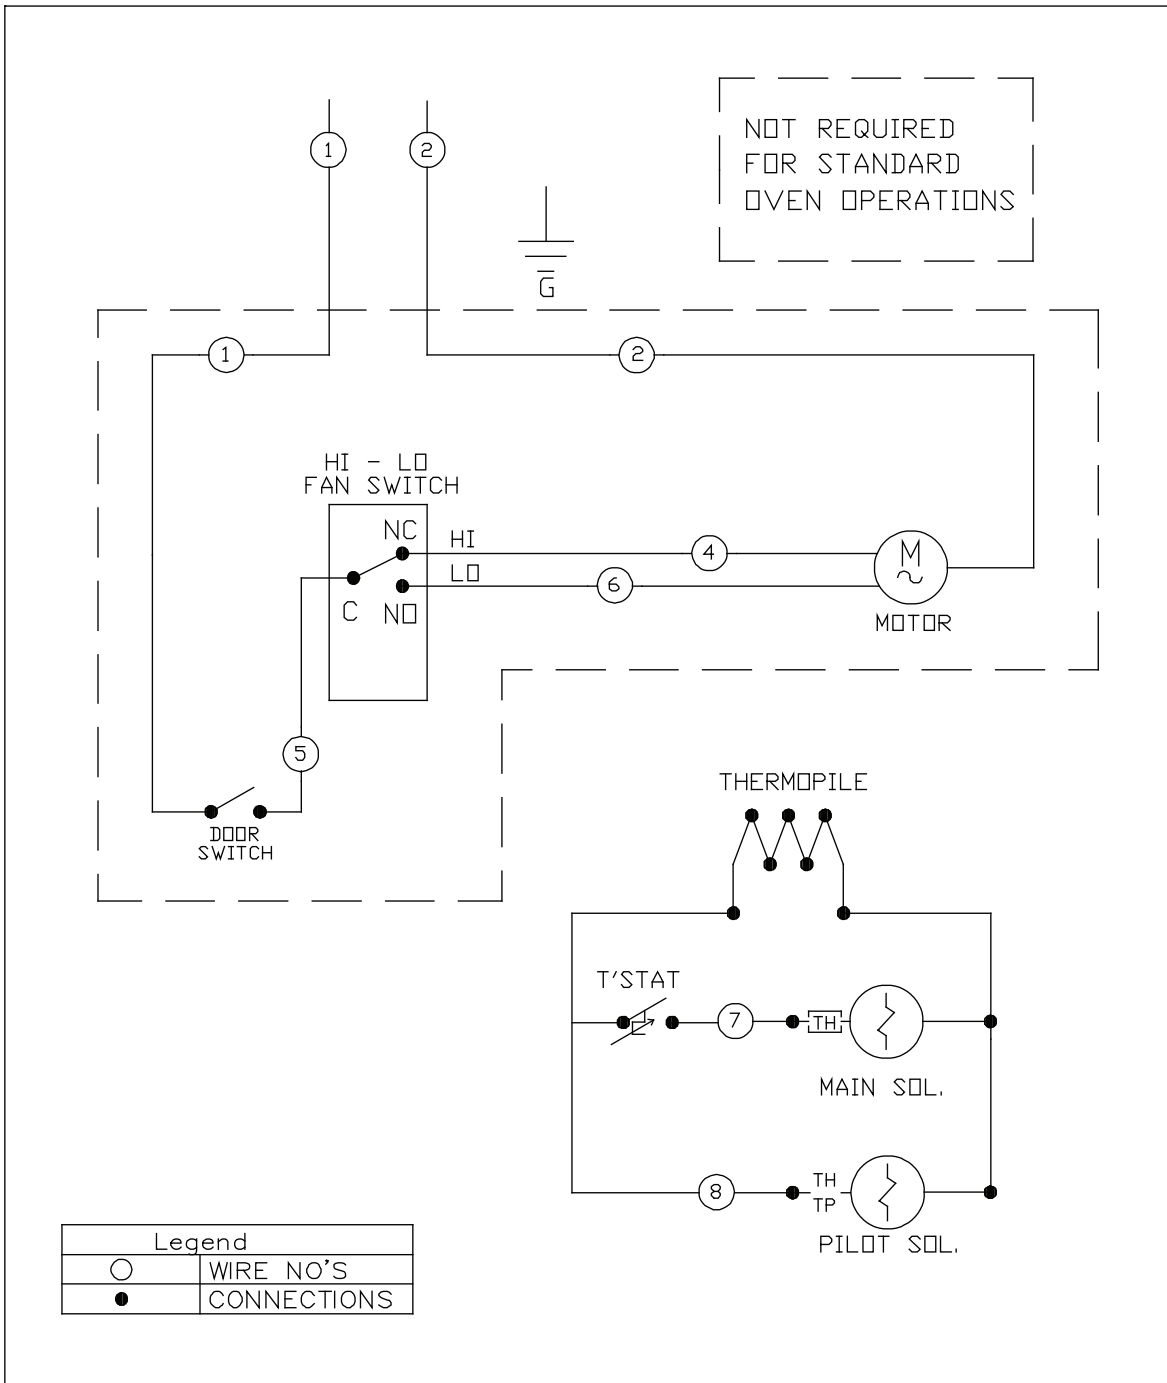 1
2
NOT REQUIRED
FOR STANDARD
OVEN OPERATIONS
G
1
2
HI - LO
FAN SWITCH
NC
HI
4
M
LO
6
C
NO
MOTOR
5
DOOR
SWITCH
THERMOPILE
T'STAT
7
TH
MAIN SOL.
8
TH
TP
PILOT SOL.
Legend
WIRE NO'S
CONNECTIONS